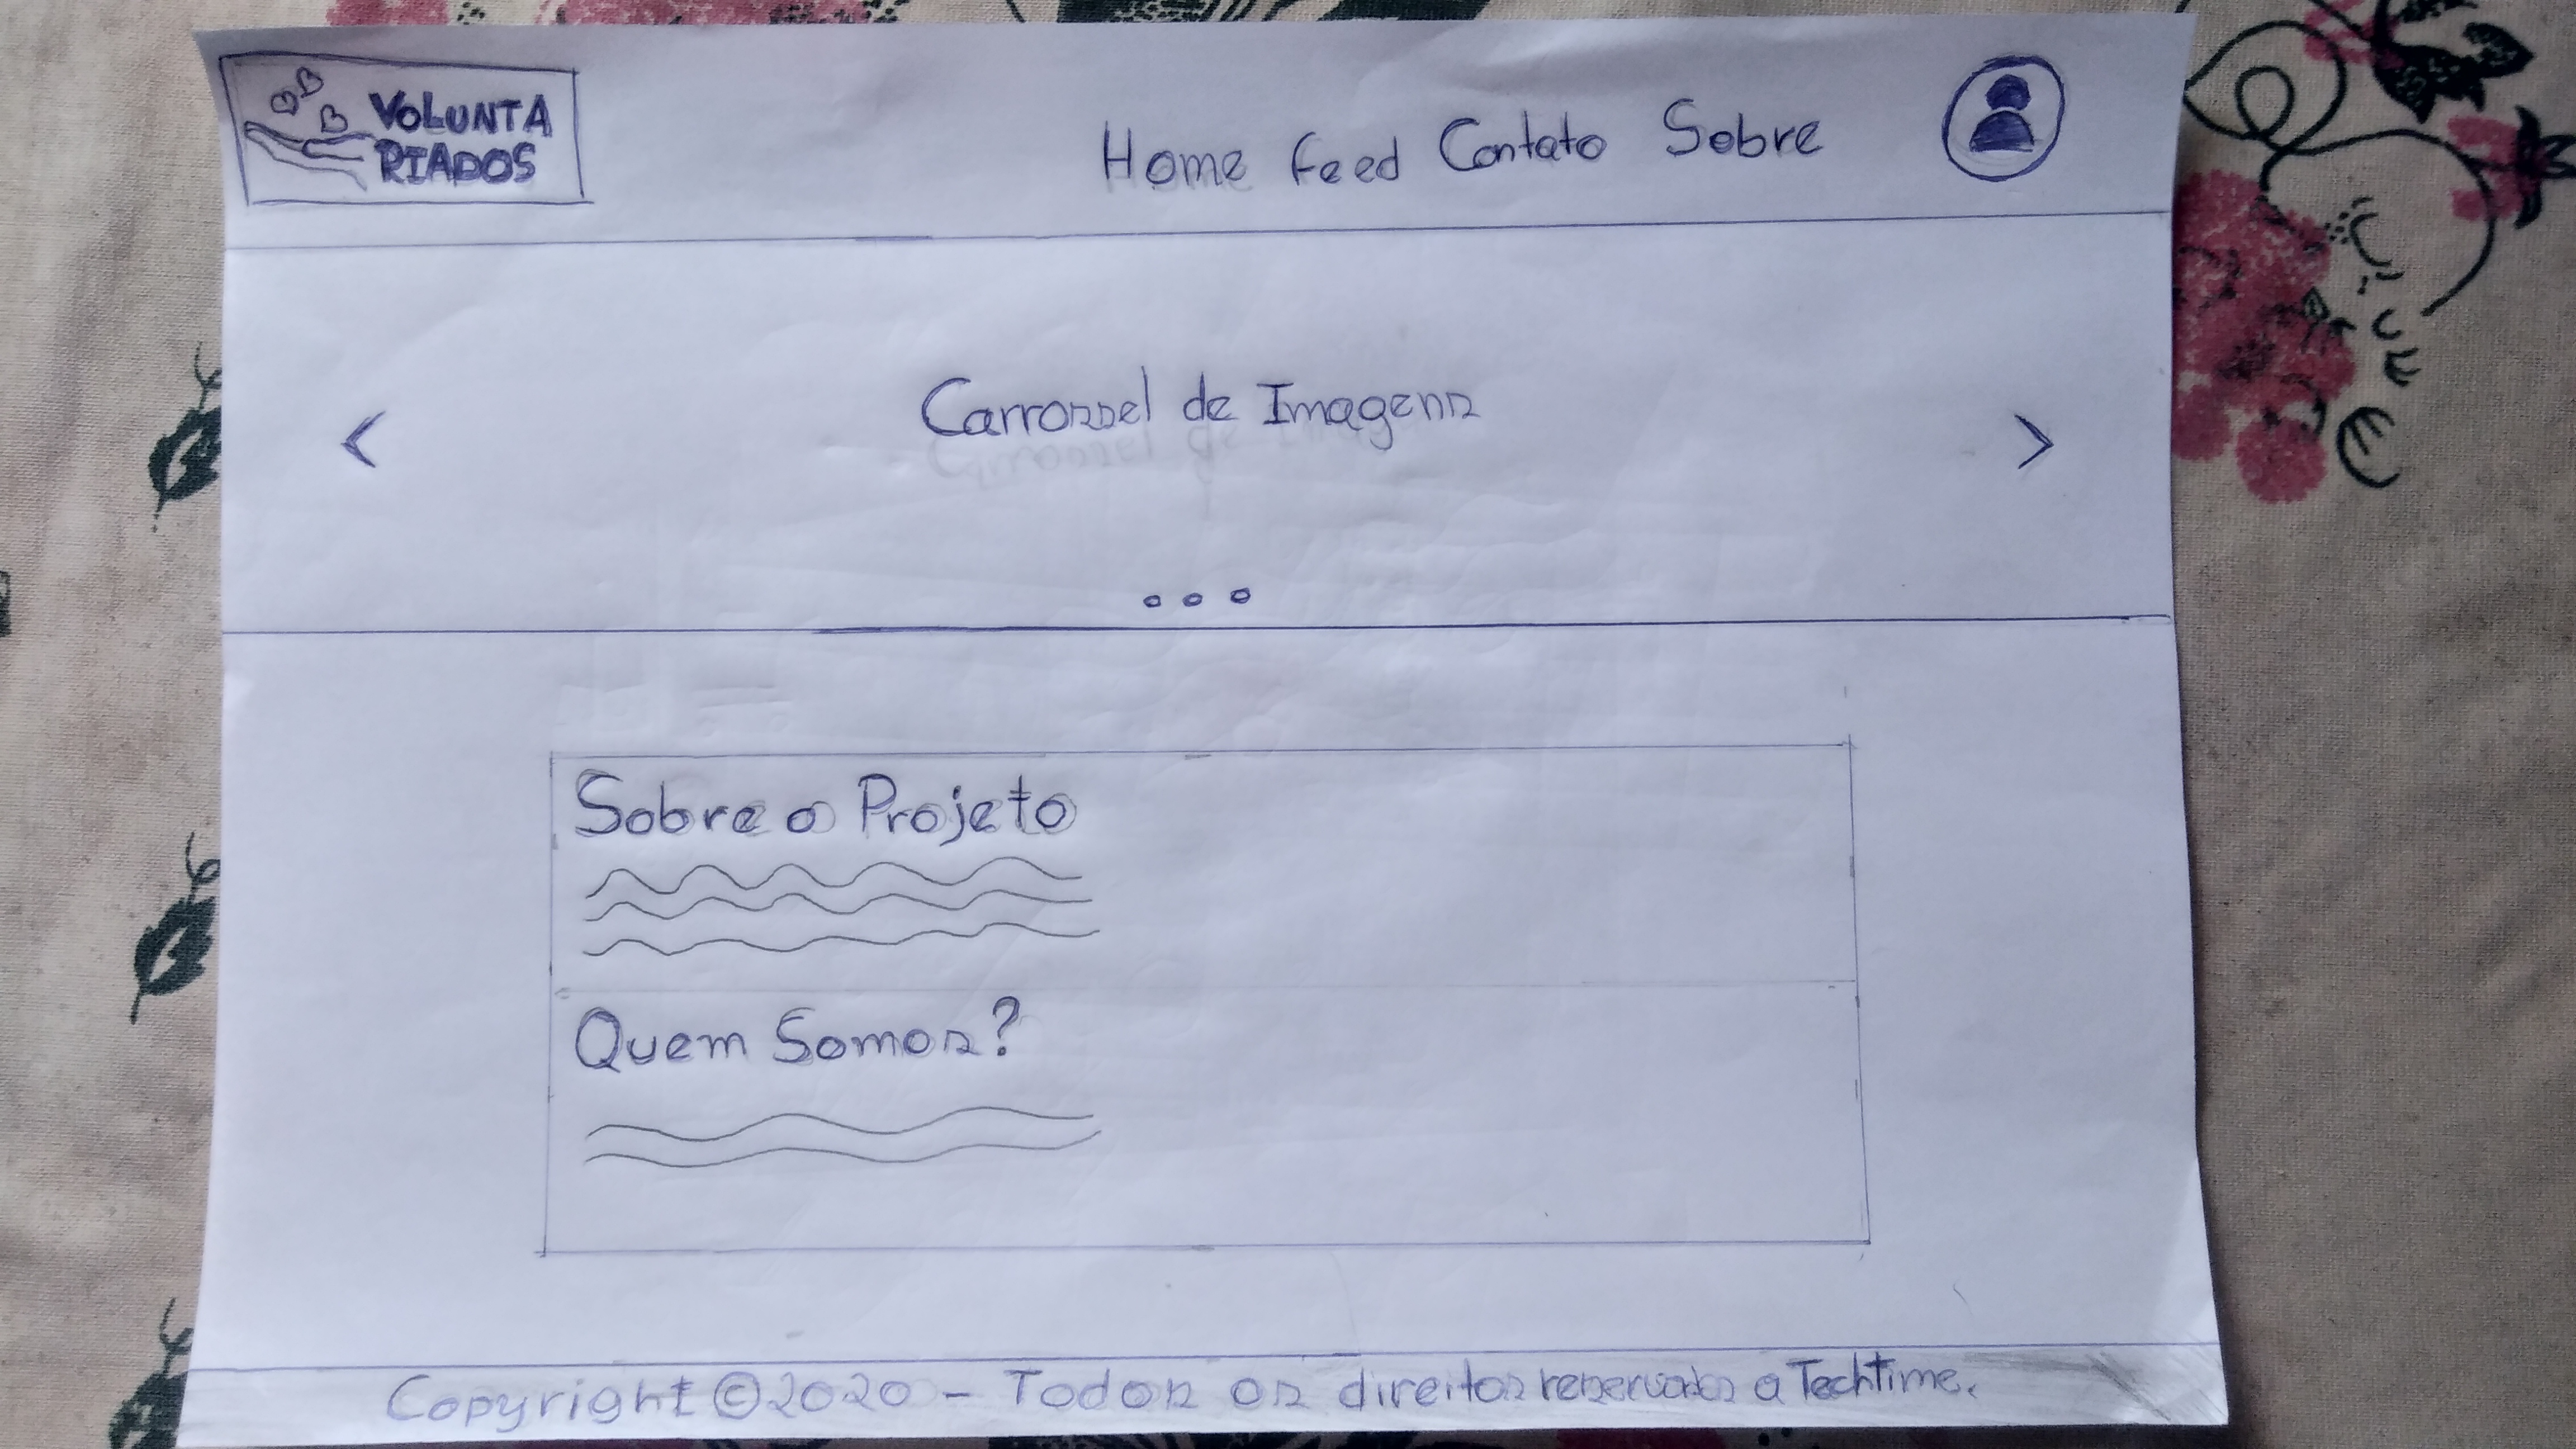 VOLUNTA
RIADOS
Home Feed Contato Sobre
<
Carrossel de Imagens
>
Sobre o Projeto
Quem Somos?
Copyright ©2020 - Todos os direitos reservados a Techtime.